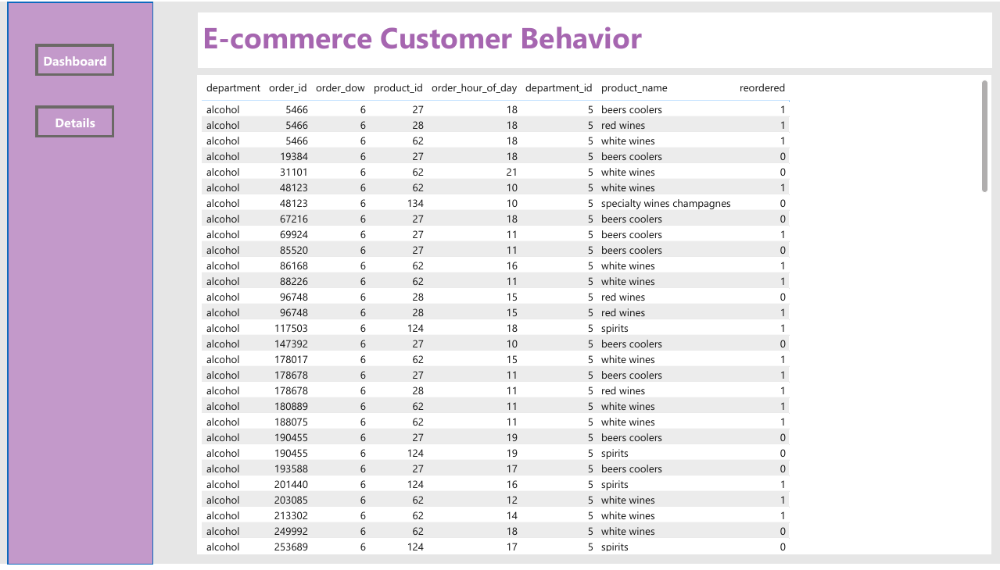 Dashboard
Details
E-commerce Customer Behavior
department order_id order_dow product_id order_hour_of_day department_id product_name reordered
alcohol 5466 6 27 18 5 beers coolers 1
alcohol 5466 6 28 18 5 red wines 1
alcohol 5466 6 62 18 5 white wines 1
alcohol 19384 6 27 18 5 beers coolers 0
alcohol 31101 6 62 21 5 white wines 0
alcohol 48123 6 62 10 5 white wines 1
alcohol 48123 6 134 10 5 specialty wines champagnes 0
alcohol 67216 6 27 18 5 beers coolers 0
alcohol 69924 6 27 11 5 beers coolers 1
alcohol 85520 6 27 11 5 beers coolers 0
alcohol 86168 6 62 16 5 white wines 1
alcohol 88226 6 62 11 5 white wines 1
alcohol 96748 6 28 15 5 red wines 0
alcohol 96748 6 28 15 5 red wines 1
alcohol 117503 6 124 18 5 spirits 1
alcohol 147392 6 27 10 5 beers coolers 0
alcohol 178017 6 62 15 5 white wines 1
alcohol 178678 6 27 11 5 beers coolers 1
alcohol 178678 6 28 11 5 red wines 1
alcohol 180889 6 62 11 5 white wines 1
alcohol 188075 6 62 11 5 white wines 1
alcohol 190455 6 27 19 5 beers coolers 0
alcohol 190455 6 124 19 5 spirits 0
alcohol 193588 6 27 17 5 beers coolers 0
alcohol 201440 6 124 16 5 spirits 1
alcohol 203085 6 62 12 5 white wines 1
alcohol 213302 6 62 14 5 white wines 1
alcohol 249992 6 62 18 5 white wines 0
alcohol 253689 6 124 17 5 spirits 0